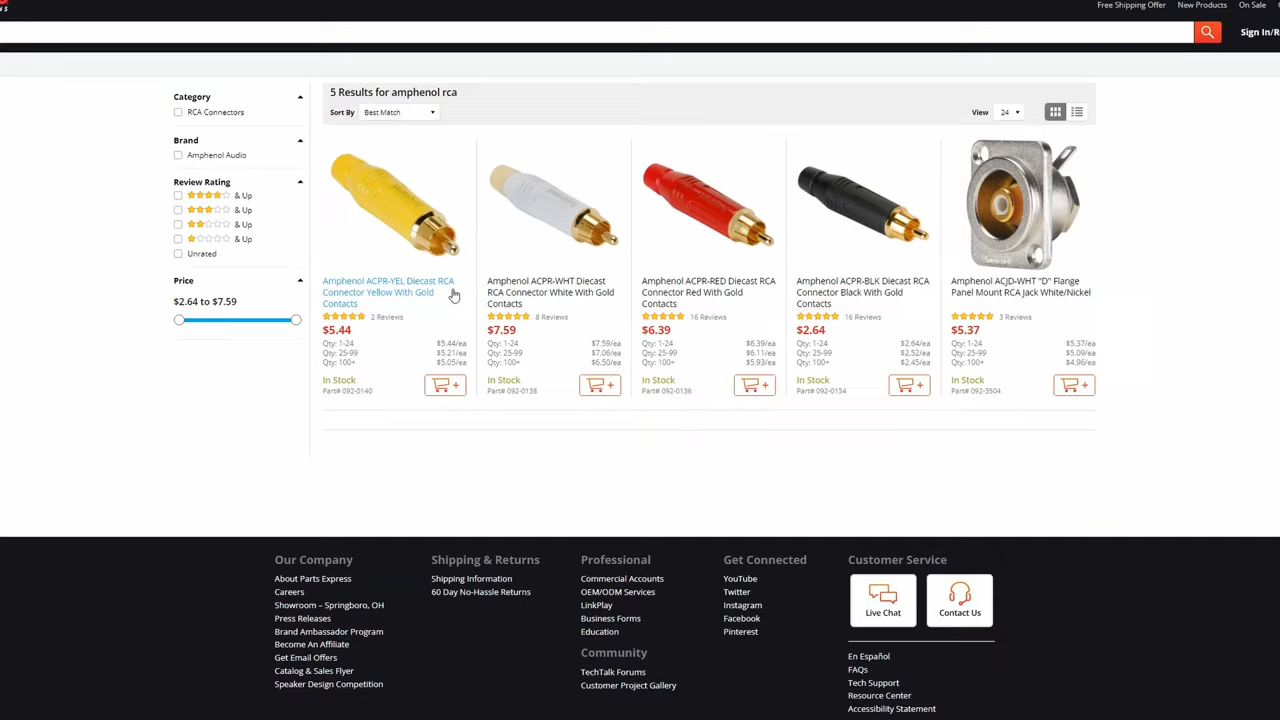 Free Shipping Offer New Products On Sale
Sign In/R
Category
RCA Connectors
Brand
Amphenol Audio
Review Rating
& Up
& Up
& Up
& Up
Unrated
Price
$2.64 to $7.59
5 Results for amphenol rca
Sort By Best Match
View 24
Amphenol ACPR-YEL Diecast RCA
Connector Yellow With Gold
Contacts
2 Reviews
$5.44
Qty: 1-24 $5.44/ea
Qty: 25-99 $5.21/ea
Qty: 100+ $5.05/ea
In Stock
Part# 092-0140
+
Amphenol ACPR-WHT Diecast
RCA Connector White With Gold
Contacts
8 Reviews
$7.59
Qty: 1-24 $7.59/ea
Qty: 25-99 $7.06/ea
Qty: 100+ $6.50/ea
In Stock
Part# 092-0138
+
Amphenol ACPR-RED Diecast RCA
Connector Red With Gold
Contacts
16 Reviews
$6.39
Qty: 1-24 $6.39/ea
Qty: 25-99 $6.11/ea
Qty: 100+ $5.93/ea
In Stock
Part# 092-0136
+
Amphenol ACPR-BLK Diecast RCA
Connector Black With Gold
Contacts
16 Reviews
$2.64
Qty: 1-24 $2.64/ea
Qty: 25-99 $2.52/ea
Qty: 100+ $2.45/ea
In Stock
Part# 092-0134
+
Amphenol ACJD-WHT "D" Flange
Panel Mount RCA Jack White/Nickel
3 Reviews
$5.37
Qty: 1-24 $5.37/ea
Qty: 25-99 $5.09/ea
Qty: 100+ $4.96/ea
In Stock
Part# 092-3504
+
Our Company
About Parts Express
Careers
Showroom – Springboro, OH
Press Releases
Brand Ambassador Program
Become An Affiliate
Get Email Offers
Catalog & Sales Flyer
Speaker Design Competition
Shipping & Returns
Shipping Information
60 Day No-Hassle Returns
Professional
Commercial Accounts
OEM/ODM Services
LinkPlay
Business Forms
Education
Community
TechTalk Forums
Customer Project Gallery
Get Connected
YouTube
Twitter
Instagram
Facebook
Pinterest
Customer Service
Live Chat
Contact Us
En Español
FAQs
Tech Support
Resource Center
Accessibility Statement